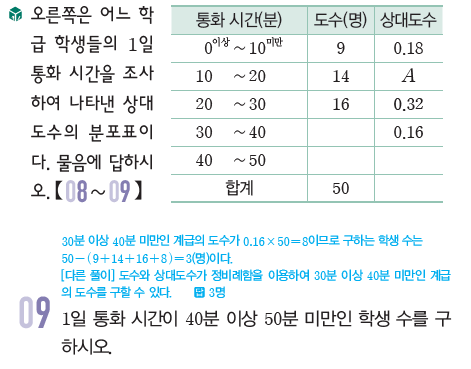 오른쪽은 어느 학
급 학생들의 1일
통화 시간을 조사
하여 나타낸 상대
도수의 분포표이
다. 물음에 답하시
오.【08~09】
통화 시간(분) 도수(명) 상대도수
0이상 ~ 10미만 9 0.18
10 ~20 14 A
20 ~30 16 0.32
30 ~40 0.16
40 ~50
합계 50
30분 이상 40분 미만인 계급의 도수가 0.16×50=8이므로 구하는 학생 수는
50-(9+14+16+8)=3(명)이다.
[다른 풀이] 도수와 상대도수가 정비례함을 이용하여 30분 이상 40분 미만인 계급
의 도수를 구할 수 있다. 답 3명
09 1일 통화 시간이 40분 이상 50분 미만인 학생 수를 구
하시오.